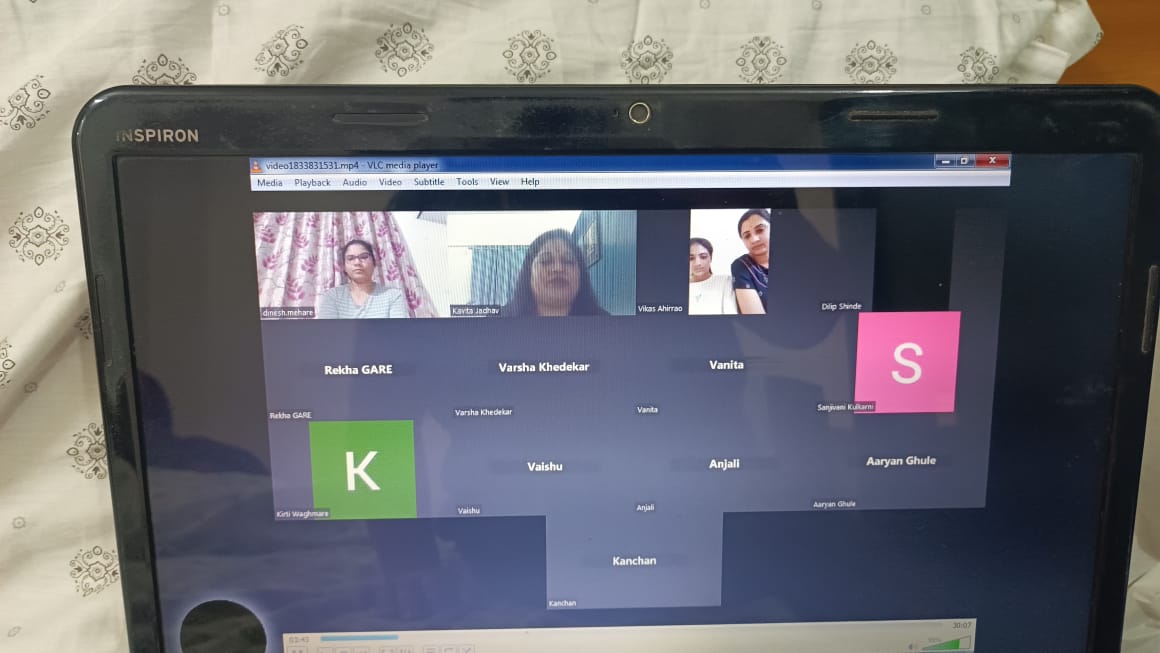 INSPIRON
video1833831531.mp4 - VLC media player
Media Playback Audio Video Subtitle Tools View Help
dinesh.mehare
Kavita Jadhav
Vikas Ahirrao
Dilip Shinde
Rekha GARE
Varsha Khedekar
Vanita
S
Rekha GARE
Varsha Khedekar
Vanita
Sanjivani Kulkarni
K
Vaishu
Anjali
Aaryan Ghule
Kirti Waghmare
Vaishu
Anjali
Aaryan Ghule
Kanchan
Kanchan
03:43
30:07